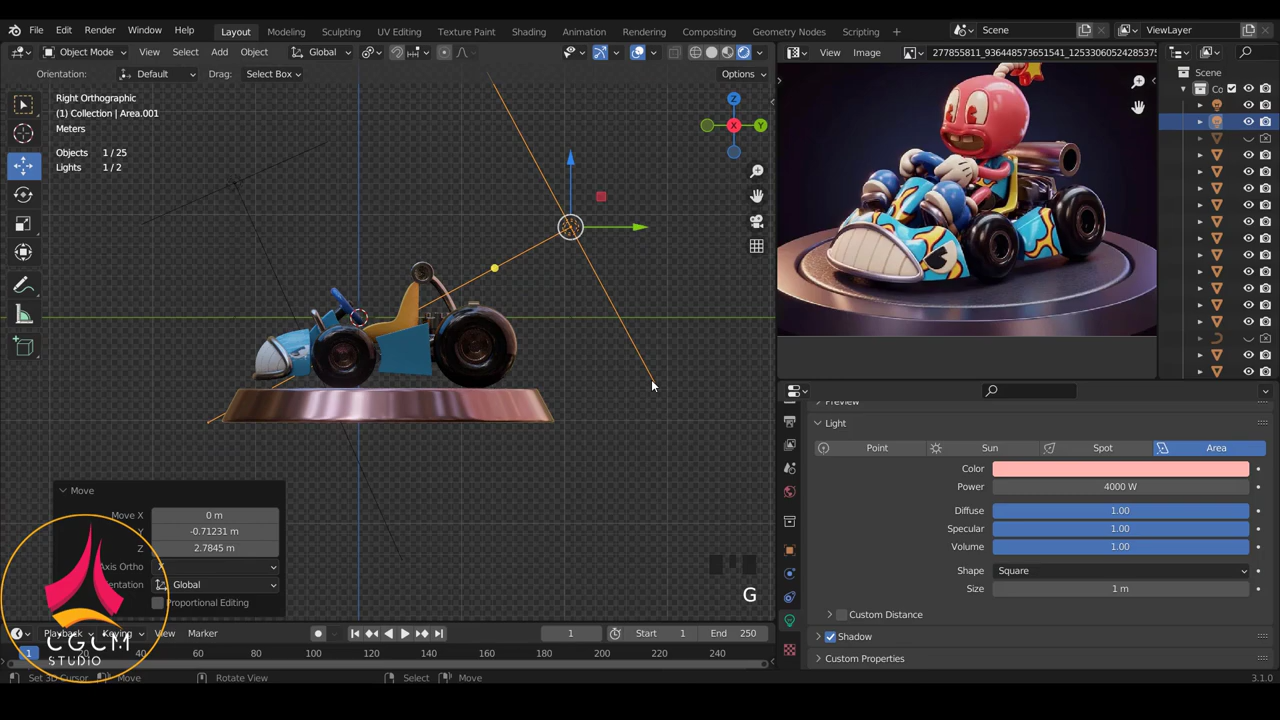 File Edit Render Window Help Layout Modeling Sculpting UV Editing Texture Paint Shading Animation Rendering Compositing Geometry Nodes Scripting Scene ViewLayer
Object Mode View Select Add Object Global View Image 277855811_936448573651541_1253306052428537
Orientation: Default Drag: Select Box Options
Scene
Co
Right Orthographic
(1) Collection | Area.001
Meters
Objects 1 / 25
Lights 1 / 2
Z
X
Y
Preview
Light
Point Sun Spot Area
Color
Power 4000 W
Diffuse 1.00
Specular 1.00
Volume 1.00
Shape Square
Size 1 m
Custom Distance
Shadow
Custom Properties
Move
Move X 0 m
Y -0.71231 m
Z 2.7845 m
Axis Ortho X
Global
Proportional Editing
G
Playback Keying View Marker 1 Start 1 End 250
1 60 80 100 120 140 160 180 200 220 240
CGCM
STUDIO
Set 3D Cursor Move Rotate View Select Move 3.1.0